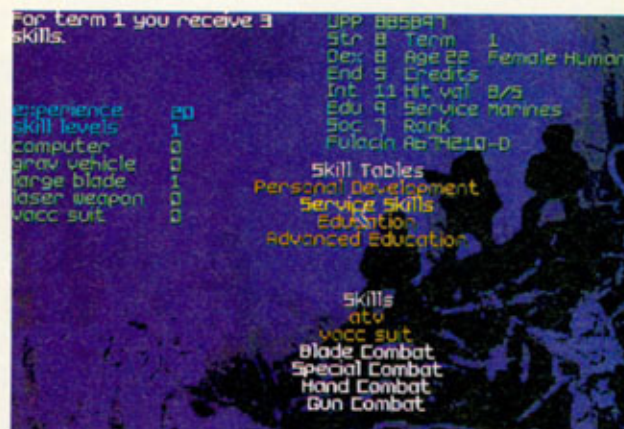 For term 1 you receive 3
skills.
experience 20
skill levels 1
computer 0
grav vehicle 0
large blade 1
laser weapon 0
vacc suit 0
UPP 885B97
Str 8 Term 1
Dex 8 Age 22 Female Human
End 5 Credits
Int 11 Hit val 8/5
Edu 9 Service Marines
Soc 7 Rank
Fulacin
Skill Tables
Personal Development
Service Skills
Education
Advanced Education
Skills
atv
vacc suit
Blade Combat
Special Combat
Hand Combat
Gun Combat